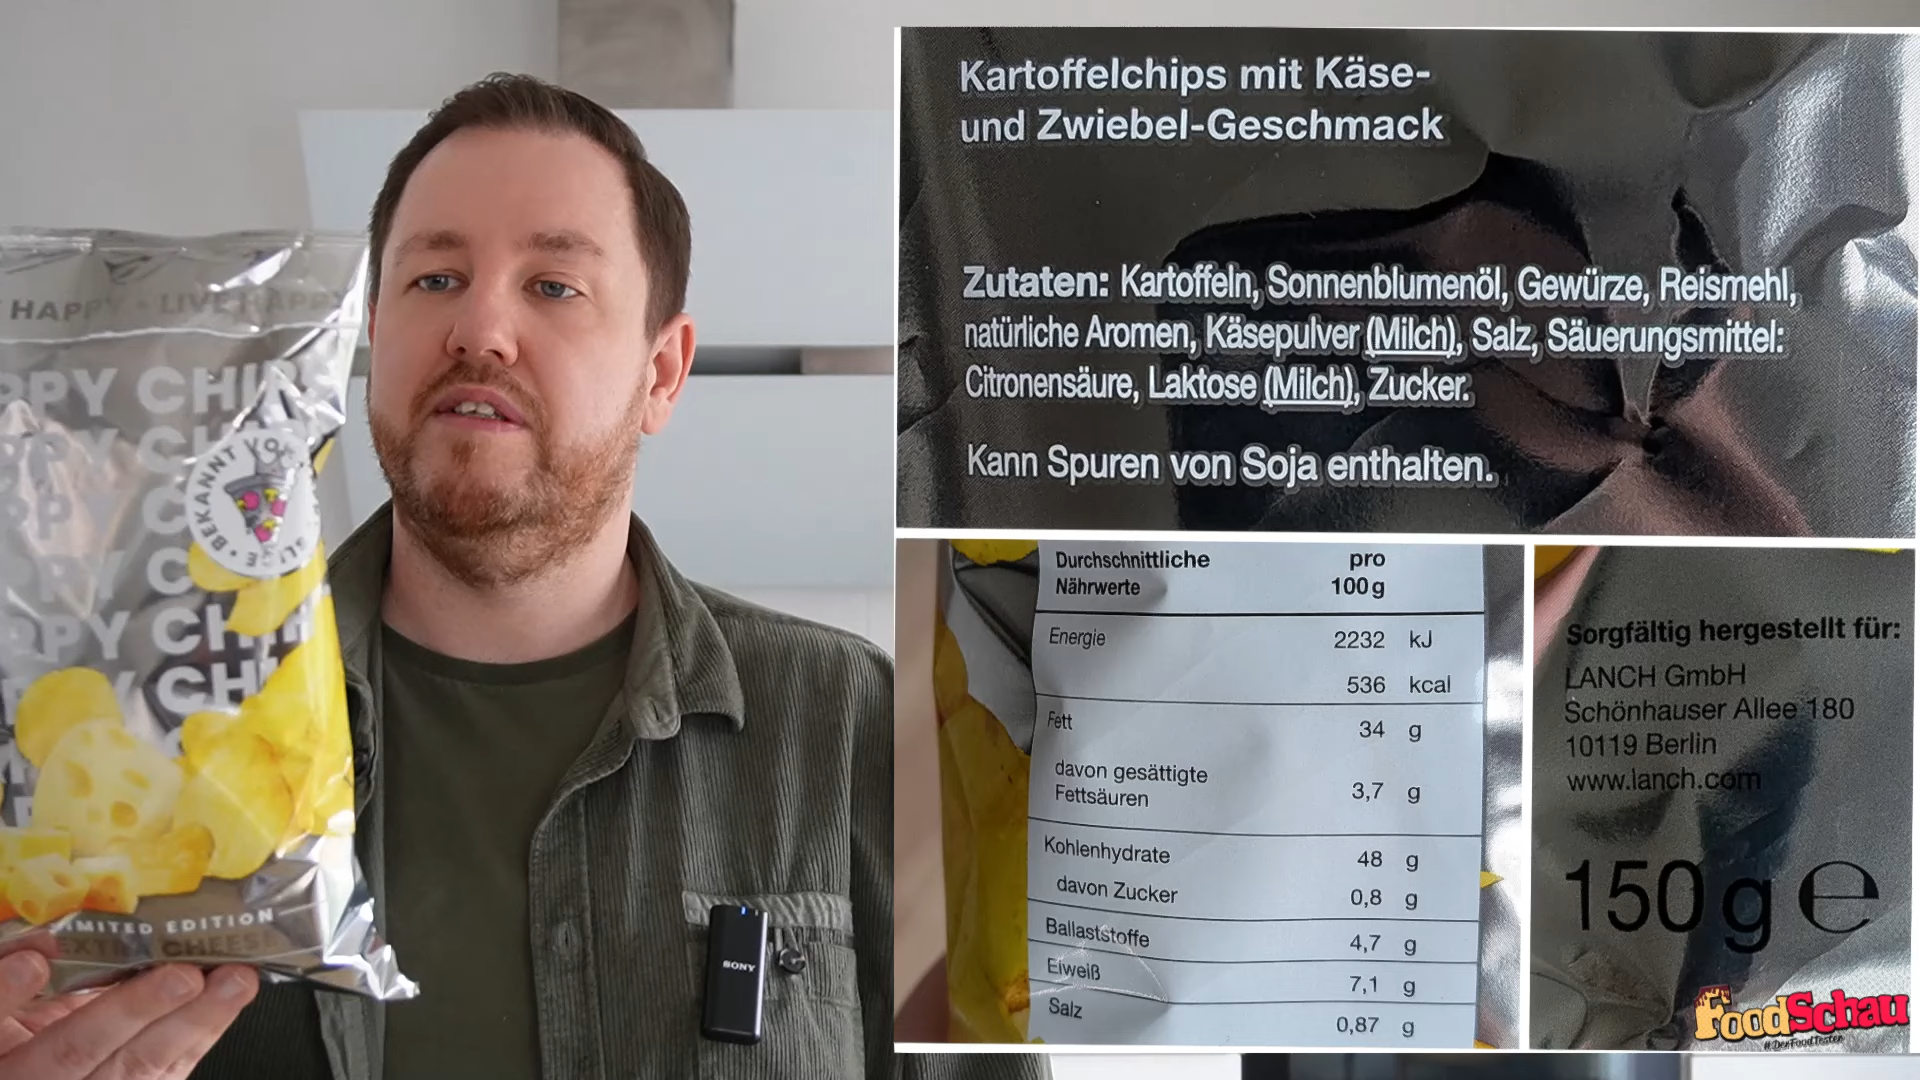 HAPPY • LIVE HAPPY
PPY CHIPS
BEKANNT VON
LIMITED EDITION
EXTRA CHEESE
SONY
Kartoffelchips mit Käse-
und Zwiebel-Geschmack
Zutaten: Kartoffeln, Sonnenblumenöl, Gewürze, Reismehl,
natürliche Aromen, Käsepulver (Milch), Salz, Säuerungsmittel:
Citronensäure, Laktose (Milch), Zucker.
Kann Spuren von Soja enthalten.
Durchschnittliche pro
Nährwerte 100 g
Energie 2232 kJ
536 kcal
Fett 34 g
davon gesättigte
Fettsäuren 3,7 g
Kohlenhydrate 48 g
davon Zucker 0,8 g
Ballaststoffe 4,7 g
Eiweiß 7,1 g
Salz 0,87 g
Sorgfältig hergestellt für:
LANCH GmbH
Schönhauser Allee 180
10119 Berlin
www.lanch.com
150 g e
FoodSchau
#DerFoodTester